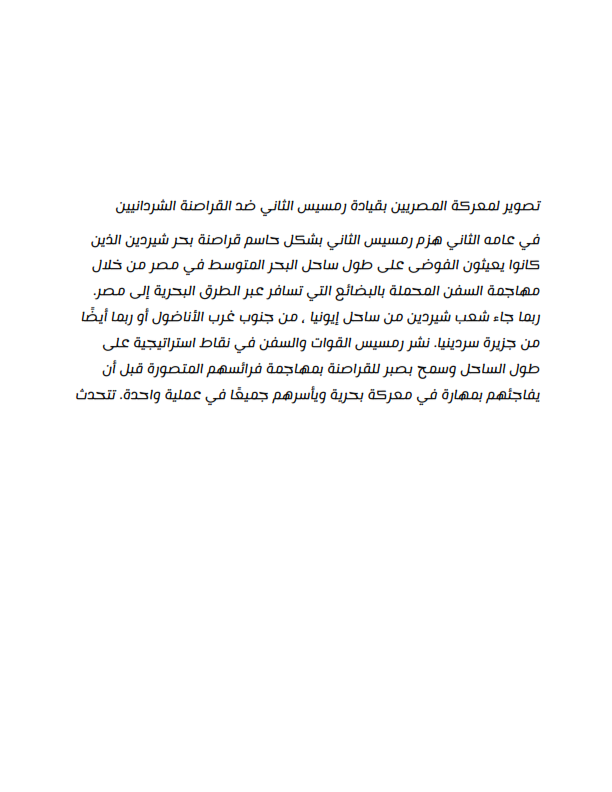 تصوير لمعركة المصريين بقيادة رمسيس الثاني ضد القراصنة الشردانيين
في عامه الثاني هزم رمسيس الثاني بشكل حاسم قراصنة بحر شيردين الذين
كانوا يعيثون الفوضى على طول ساحل البحر المتوسط في مصر من خلال
مهاجمة السفن المحملة بالبضائع التي تسافر عبر الطرق البحرية إلى مصر.
ربما جاء شعب شيردين من ساحل إيونيا ، من جنوب غرب الأناضول أو ربما أيضًا
من جزيرة سردينيا. نشر رمسيس القوات والسفن في نقاط استراتيجية على
طول الساحل وسمح بصبر للقراصنة بمهاجمة فرائسهم المتصورة قبل أن
يفاجئهم بمهارة في معركة بحرية ويأسرهم جميعًا في عملية واحدة. تتحدث